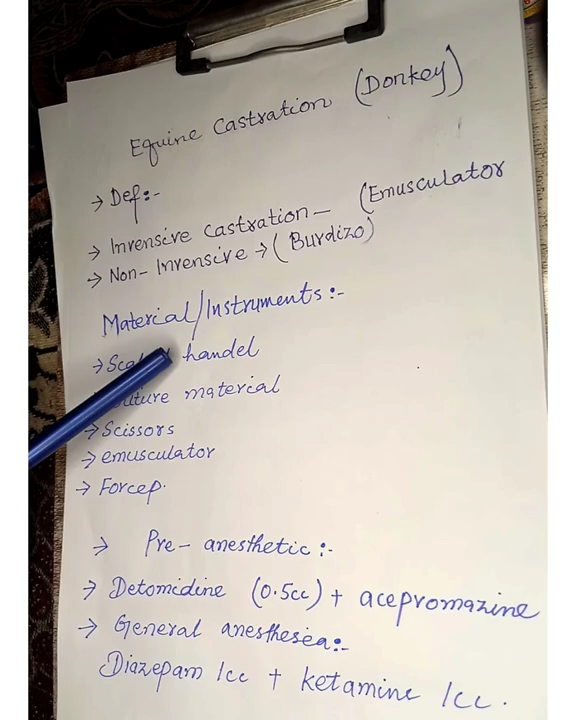 Equine Castration (Donkey)
→ Def:-
→ Invensive Castration - (Emusculator
→ Non-Invensive → (Burdizo)
Material/Instruments:-
→ handel
material
→ Scissors
→ emusculator
→ Forcep.
→ Pre-anesthetic:-
→ Detomidine (0.5cc) + acepromazine
→ General anesthesea:-
Diazepam 1cc + ketamine 1cc.